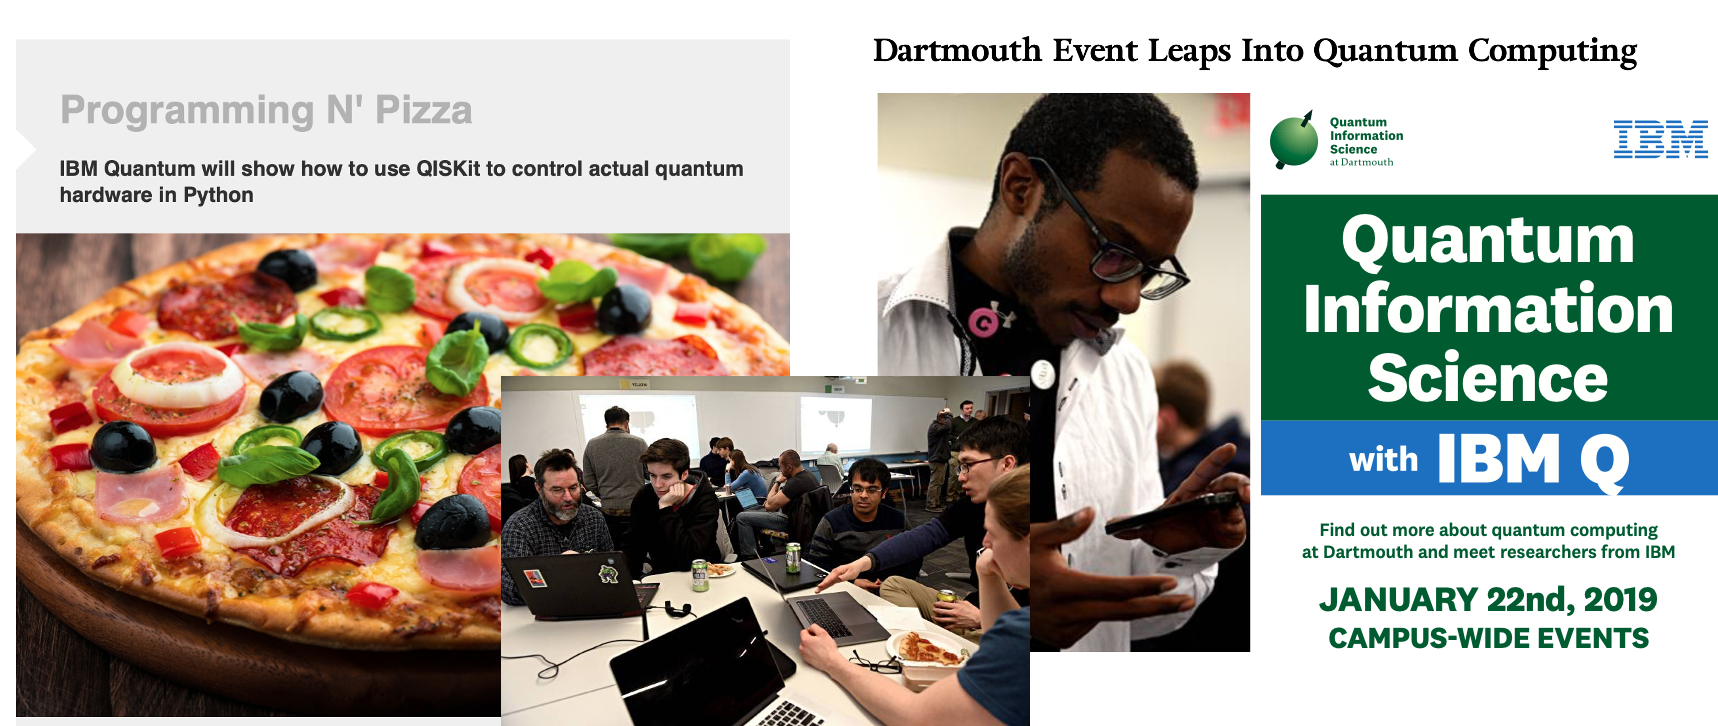 Programming N' Pizza
IBM Quantum will show how to use QISKit to control actual quantum
hardware in Python
Dartmouth Event Leaps Into Quantum Computing
Quantum
Information
Science
at Dartmouth
IBM
Quantum
Information
Science
with IBM Q
Find out more about quantum computing
at Dartmouth and meet researchers from IBM
JANUARY 22nd, 2019
CAMPUS-WIDE EVENTS
C